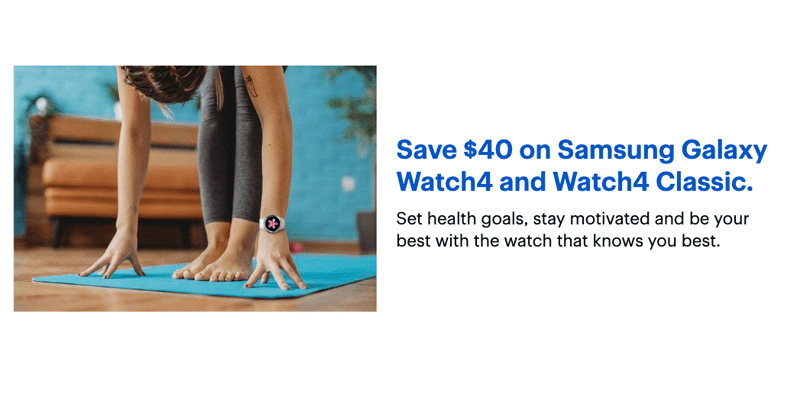 Save $40 on Samsung Galaxy
Watch4 and Watch4 Classic.
Set health goals, stay motivated and be your
best with the watch that knows you best.